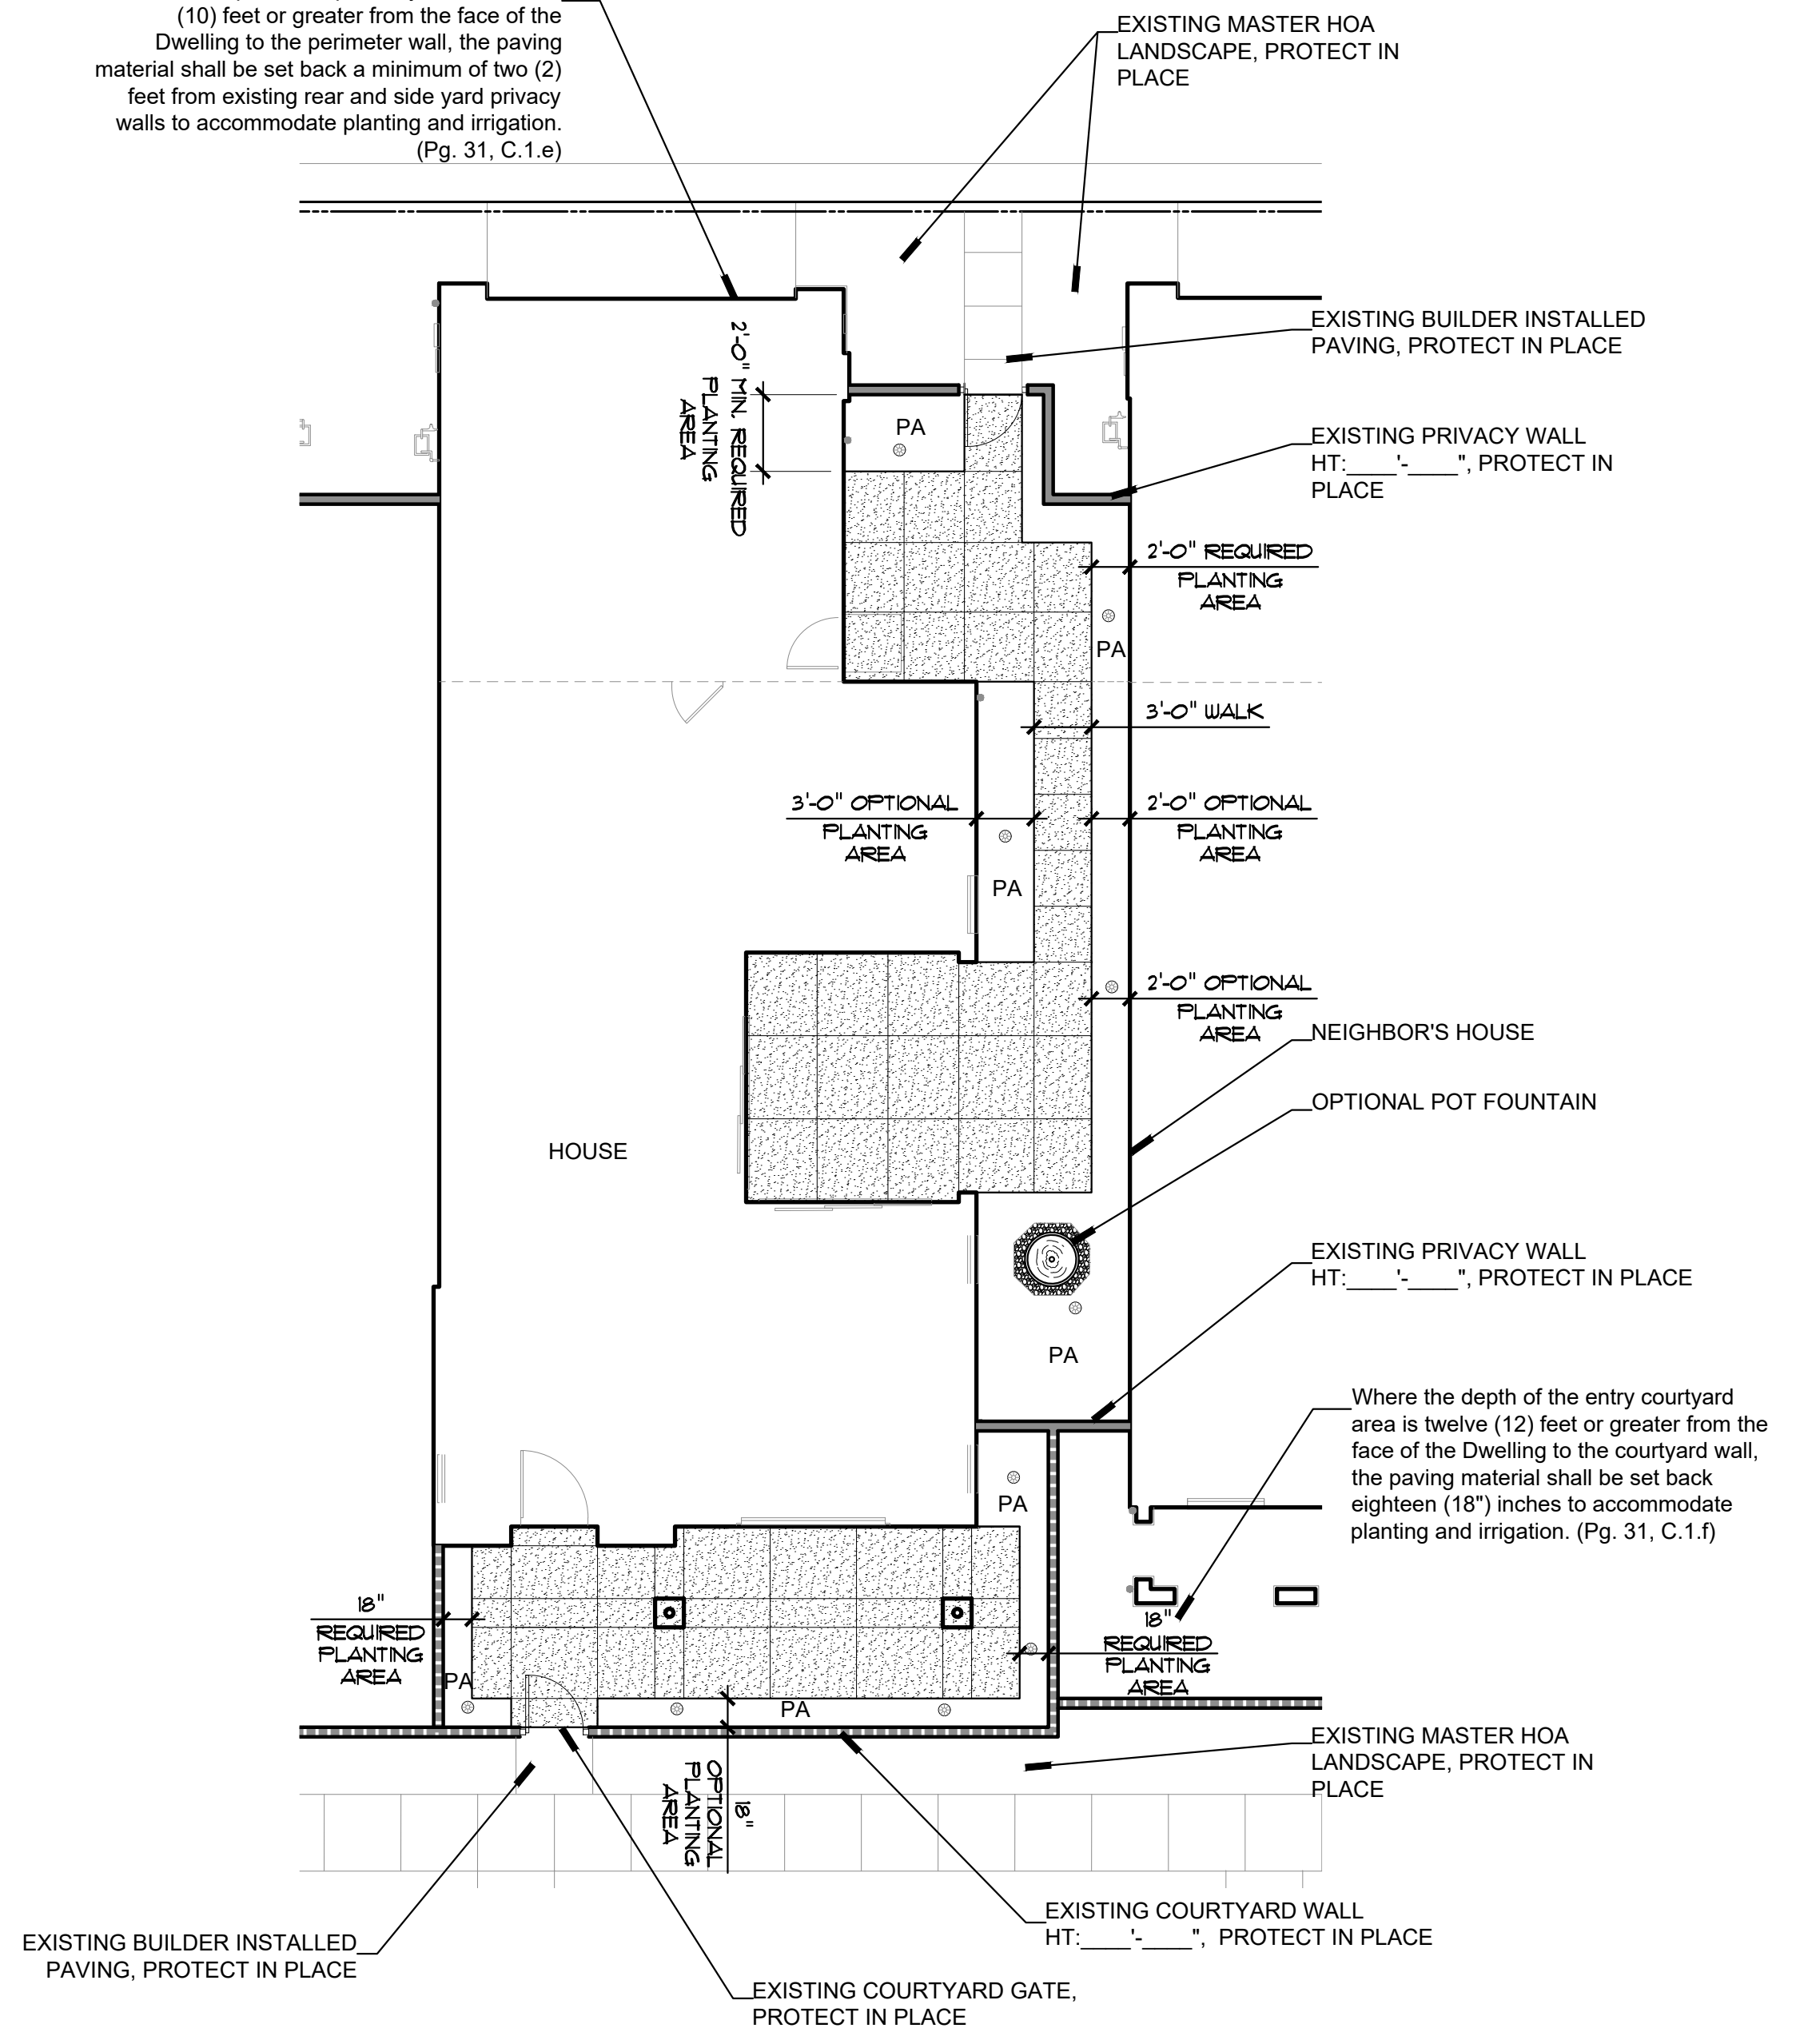 (10) feet or greater from the face of the
Dwelling to the perimeter wall, the paving
material shall be set back a minimum of two (2)
feet from existing rear and side yard privacy
walls to accommodate planting and irrigation.
(Pg. 31, C.1.e)
EXISTING MASTER HOA
LANDSCAPE, PROTECT IN
PLACE
EXISTING BUILDER INSTALLED
PAVING, PROTECT IN PLACE
2'-0" MIN. REQUIRED
PLANTING
AREA
PA
EXISTING PRIVACY WALL
HT:____'-____", PROTECT IN
PLACE
2'-0" REQUIRED
PLANTING
AREA
PA
3'-0" WALK
3'-0" OPTIONAL
PLANTING
AREA
2'-0" OPTIONAL
PLANTING
AREA
PA
2'-0" OPTIONAL
PLANTING
AREA
NEIGHBOR'S HOUSE
OPTIONAL POT FOUNTAIN
HOUSE
EXISTING PRIVACY WALL
HT:____'-____", PROTECT IN PLACE
PA
Where the depth of the entry courtyard
area is twelve (12) feet or greater from the
face of the Dwelling to the courtyard wall,
the paving material shall be set back
eighteen (18") inches to accommodate
planting and irrigation. (Pg. 31, C.1.f)
PA
18"
REQUIRED
PLANTING
AREA
18"
REQUIRED
PLANTING
AREA
PA
PA
18"
OPTIONAL
PLANTING
AREA
EXISTING MASTER HOA
LANDSCAPE, PROTECT IN
PLACE
EXISTING COURTYARD WALL
HT:____'-____", PROTECT IN PLACE
EXISTING BUILDER INSTALLED
PAVING, PROTECT IN PLACE
EXISTING COURTYARD GATE,
PROTECT IN PLACE